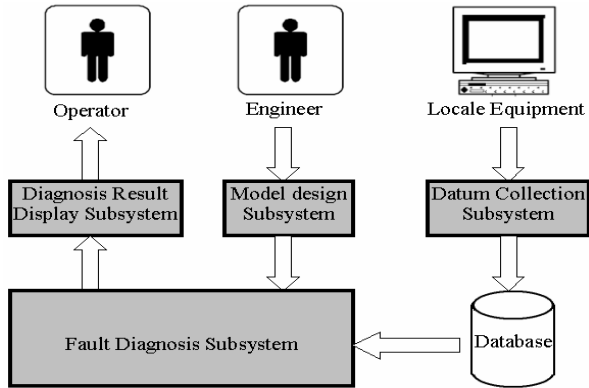 Operator
Engineer
Locale Equipment
Diagnosis Result
Display Subsystem
Model design
Subsystem
Datum Collection
Subsystem
Fault Diagnosis Subsystem
Database